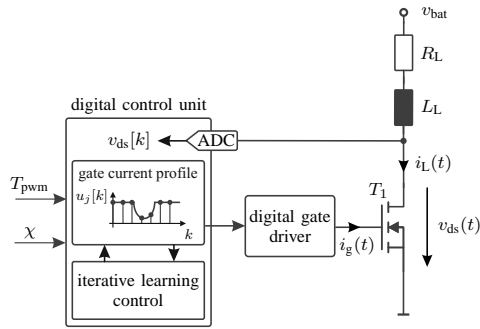 v_bat
R_L
L_L
digital control unit
v_ds[k]
ADC
i_L(t)
gate current profile
T_pwm
u_j[k]
k
T_1
digital gate
driver
i_g(t)
v_ds(t)
χ
iterative learning
control